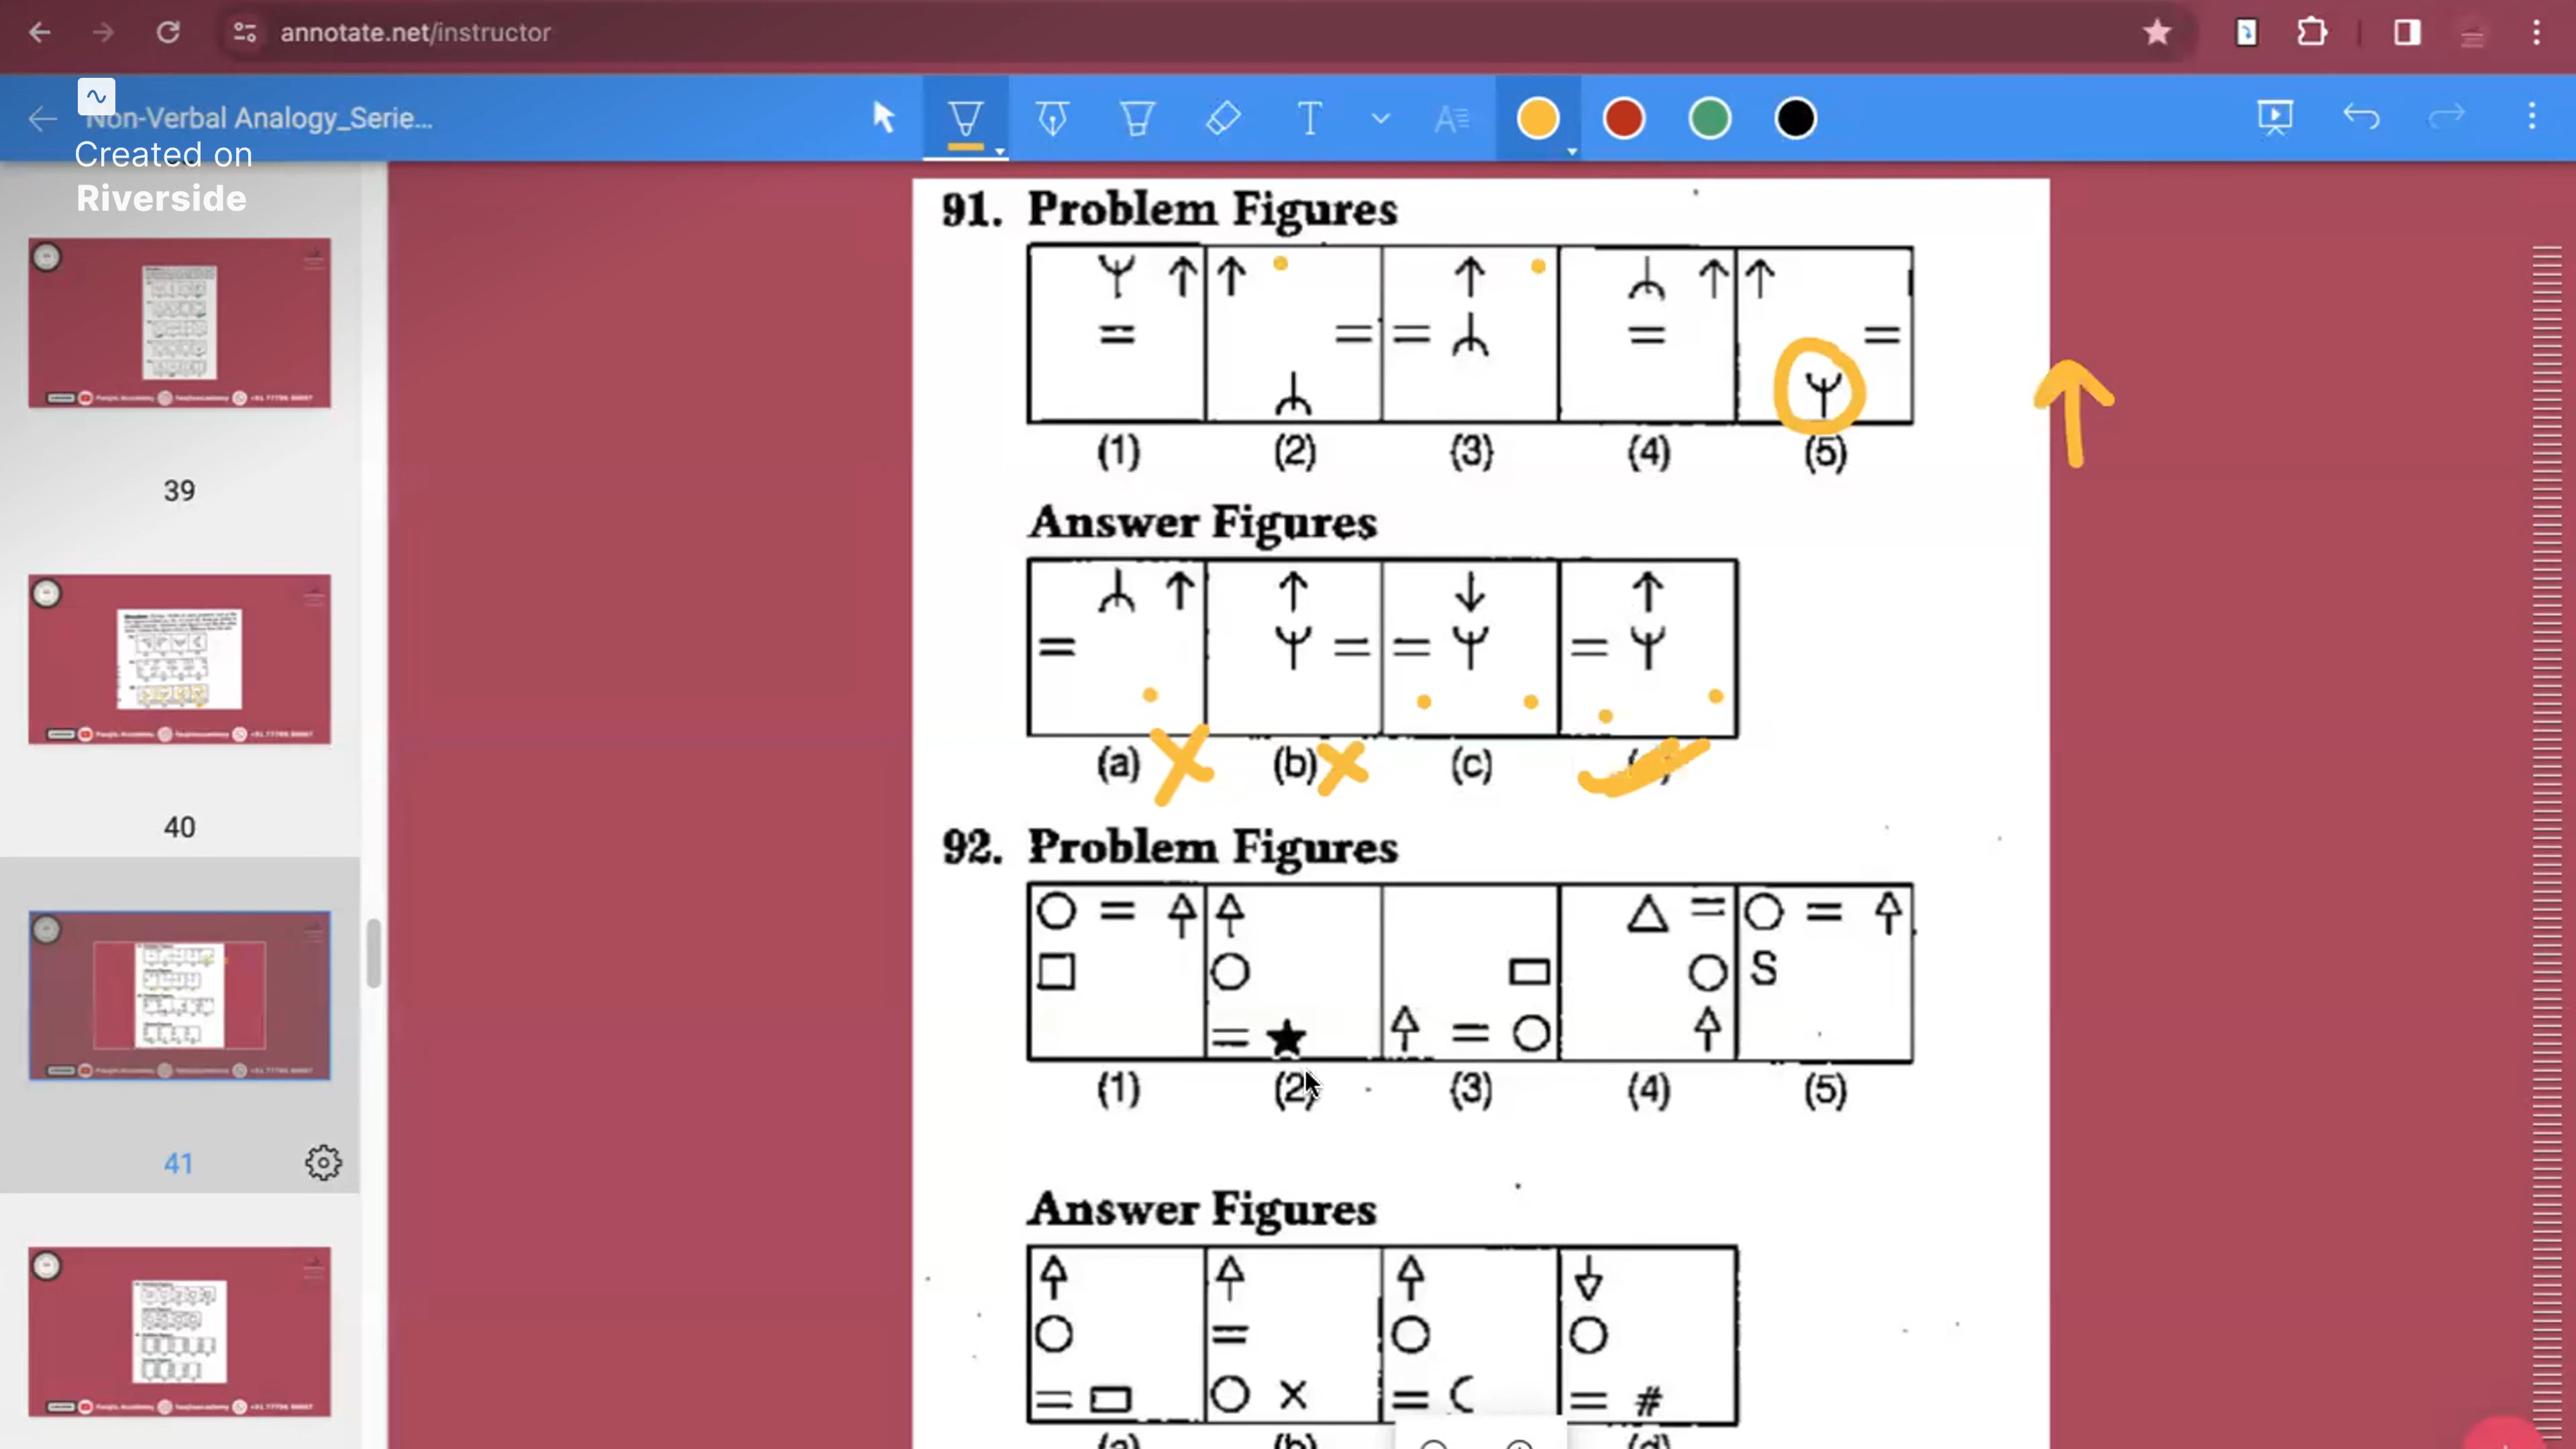 annotate.net/instructor
Non-Verbal Analogy_Serie...
Created on
Riverside
39
40
41
91. Problem Figures
(1) (2) (3) (4) (5)
Answer Figures
(a) (b) (c)
92. Problem Figures
S
(1) (2) (3) (4) (5)
Answer Figures
= #
(a) (b) (d)